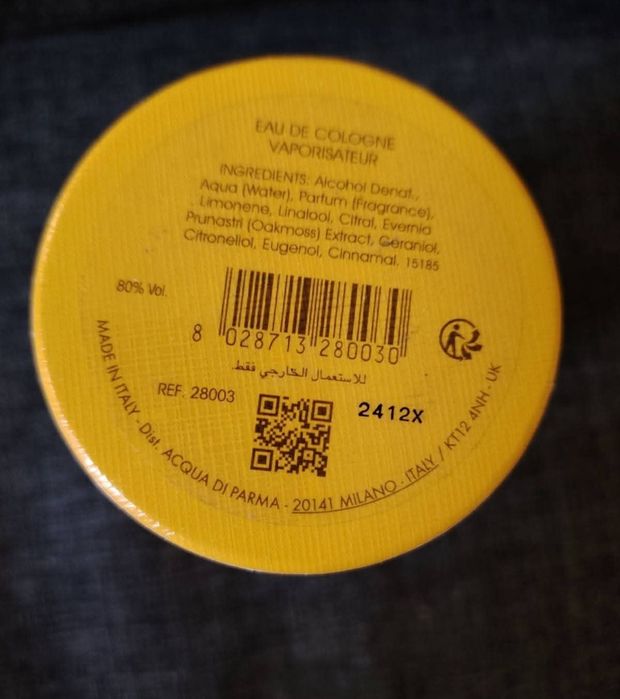 EAU DE COLOGNE
VAPORISATEUR
INGREDIENTS: Alcohol Denat.,
Aqua (Water), Parfum (Fragrance),
Limonene, Linalool, Citral, Evernia
Prunastri (Oakmoss) Extract, Geraniol,
Citronellol, Eugenol, Cinnamal. 15185
80% Vol.
8 028713 280030
للاستعمال الخارجي فقط.
REF. 28003
2412X
MADE IN ITALY - Dist. ACQUA DI PARMA - 20141 MILANO - ITALY / KT12 4NH - UK